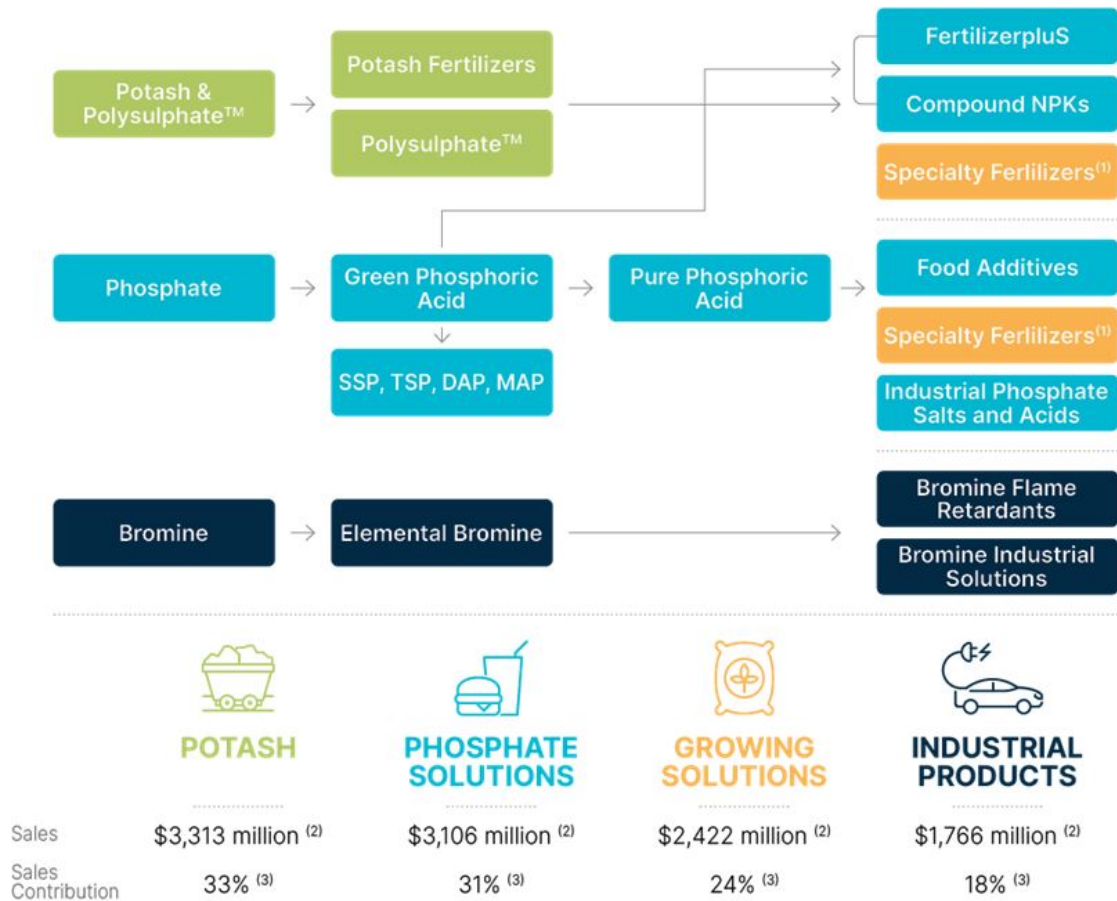 Potash &
Polysulphate™
Potash Fertilizers
Polysulphate™
FertilizerpluS
Compound NPKs
Specialty Ferlilizers(1)
Phosphate
Green Phosphoric
Acid
Pure Phosphoric
Acid
SSP, TSP, DAP, MAP
Food Additives
Specialty Ferlilizers(1)
Industrial Phosphate
Salts and Acids
Bromine
Elemental Bromine
Bromine Flame
Retardants
Bromine Industrial
Solutions
POTASH
PHOSPHATE
SOLUTIONS
GROWING
SOLUTIONS
INDUSTRIAL
PRODUCTS
Sales
$3,313 million (2)
$3,106 million (2)
$2,422 million (2)
$1,766 million (2)
Sales
Contribution
33% (3)
31% (3)
24% (3)
18% (3)